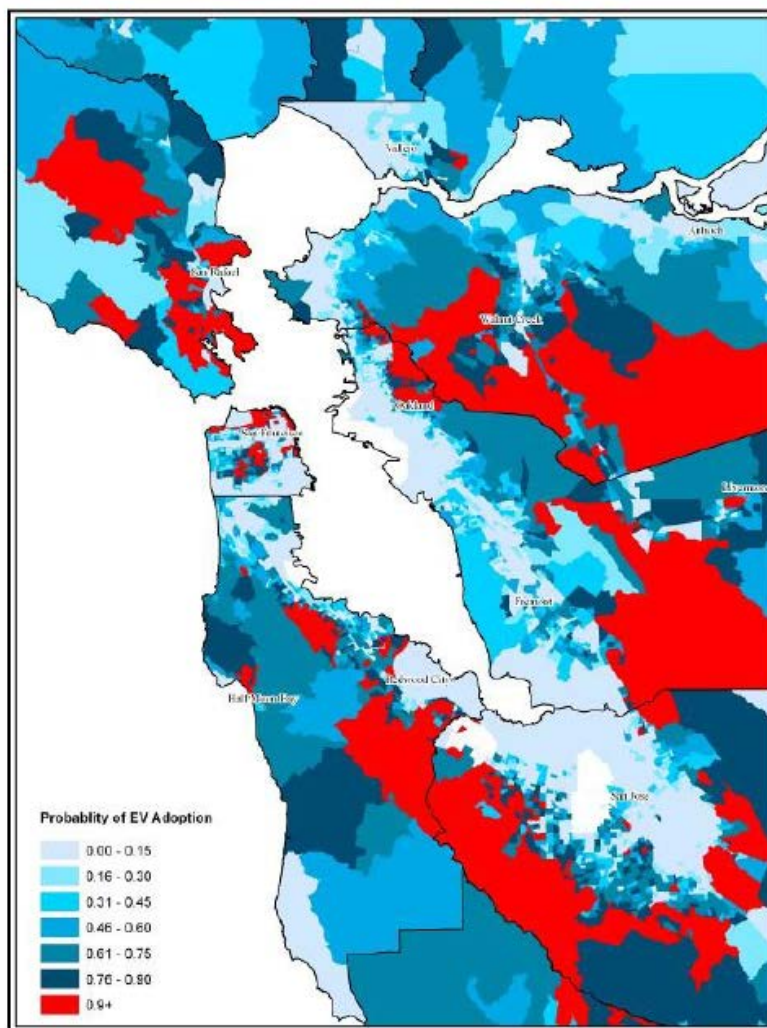 Vallejo
Antioch
San Rafael
Walnut Creek
Oakland
San Francisco
Livermore
Fremont
Redwood City
Half Moon Bay
San Jose
Probablity of EV Adoption
0.00 - 0.15
0.16 - 0.30
0.31 - 0.45
0.46 - 0.60
0.61 - 0.75
0.76 - 0.90
0.9+